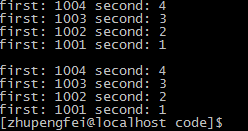 first: 1004 second: 4
first: 1003 second: 3
first: 1002 second: 2
first: 1001 second: 1

first: 1004 second: 4
first: 1003 second: 3
first: 1002 second: 2
first: 1001 second: 1
[zhupengfei@localhost code]$